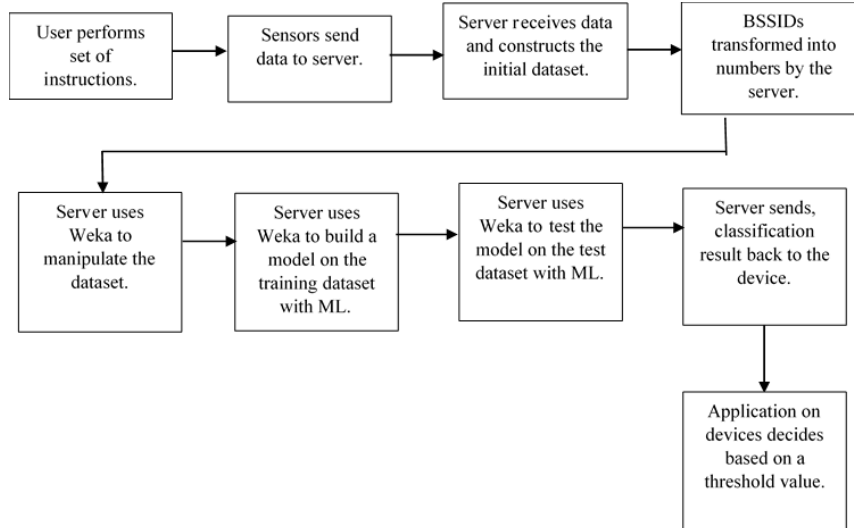 User performs
set of
instructions.
Sensors send
data to server.
Server receives data
and constructs the
initial dataset.
BSSIDs
transformed into
numbers by the
server.
Server uses
Weka to
manipulate the
dataset.
Server uses
Weka to build a
model on the
training dataset
with ML.
Server uses
Weka to test the
model on the test
dataset with ML.
Server sends,
classification
result back to the
device.
Application on
devices decides
based on a
threshold value.